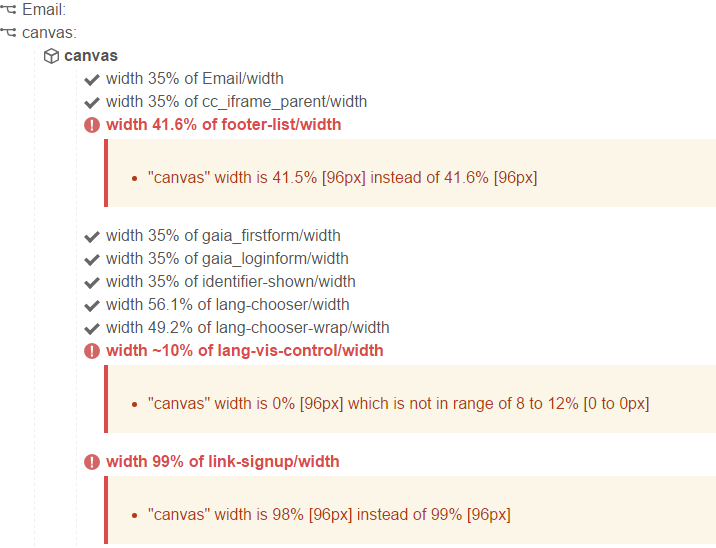 Email:
canvas:
canvas
width 35% of Email/width
width 35% of cc_iframe_parent/width
width 41.6% of footer-list/width
"canvas" width is 41.5% [96px] instead of 41.6% [96px]
width 35% of gaia_firstform/width
width 35% of gaia_loginform/width
width 35% of identifier-shown/width
width 56.1% of lang-chooser/width
width 49.2% of lang-chooser-wrap/width
width ~10% of lang-vis-control/width
"canvas" width is 0% [96px] which is not in range of 8 to 12% [0 to 0px]
width 99% of link-signup/width
"canvas" width is 98% [96px] instead of 99% [96px]